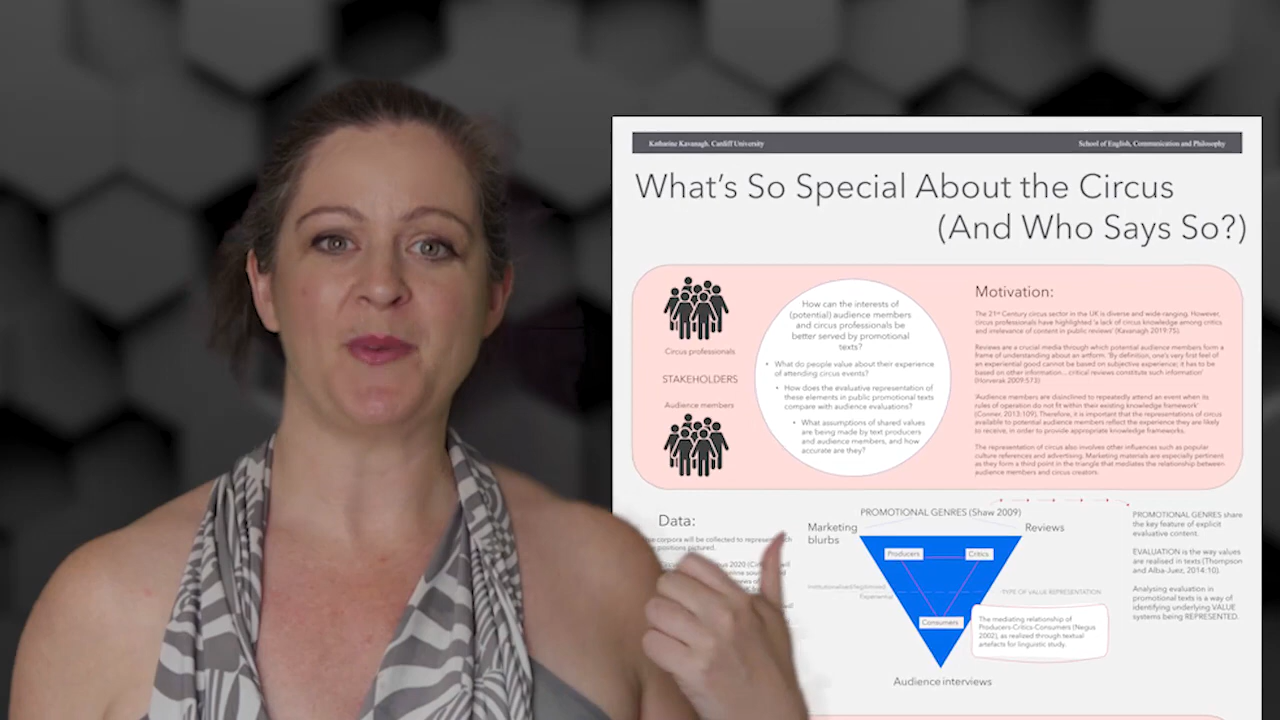 Katharine Kavanagh, Cardiff University
School of English, Communication and Philosophy
What's So Special About the Circus
(And Who Says So?)
Circus professionals
STAKEHOLDERS
Audience members
How can the interests of
(potential) audience members
and circus professionals be
better served by promotional
texts?
• What do people value about their experience
of attending circus events?
• How does the evaluative representation of
these elements in public promotional texts
compare with audience evaluations?
• What assumptions of shared values
are being made by text producers
and audience members, and how
accurate are they?
Motivation:
The 21st Century circus sector in the UK is diverse and wide-ranging. However,
circus professionals have highlighted 'a lack of circus knowledge among critics
and irrelevance of content in public reviews' (Kavanagh 2019:75).
Reviews are a crucial media through which potential audience members form a
frame of understanding about an artform. 'By definition, one's very first feel of
an experiential good cannot be based on subjective experience; it has to be
based on other information... critical reviews constitute such information'
(Horverak 2009:573)
'Audience members are disinclined to repeatedly attend an event when its
rules of operation do not fit within their existing knowledge framework'
(Conner, 2013:109). Therefore, it is important that the representations of circus
available to potential audience members reflect the experience they are likely
to receive, in order to provide appropriate knowledge frameworks.
The representation of circus also involves other influences such as popular
culture references and advertising. Marketing materials are especially pertinent
as they form a third point in the triangle that mediates the relationship between
audience members and circus creators.
Data:
corpora will be collected to represent
positions pictured.
2020
PROMOTIONAL GENRES (Shaw 2009)
Marketing
blurbs
Reviews
Producers
Critics
Consumers
Institutionalised/legitimised
Experiential
TYPE OF VALUE REPRESENTATION
The mediating relationship of
Producers-Critics-Consumers (Negus
2002), as realised through textual
artefacts for linguistic study.
Audience interviews
PROMOTIONAL GENRES share
the key feature of explicit
evaluative content.
EVALUATION is the way values
are realised in texts (Thompson
and Alba-Juez, 2014:10).
Analysing evaluation in
promotional texts is a way of
identifying underlying VALUE
systems being REPRESENTED.